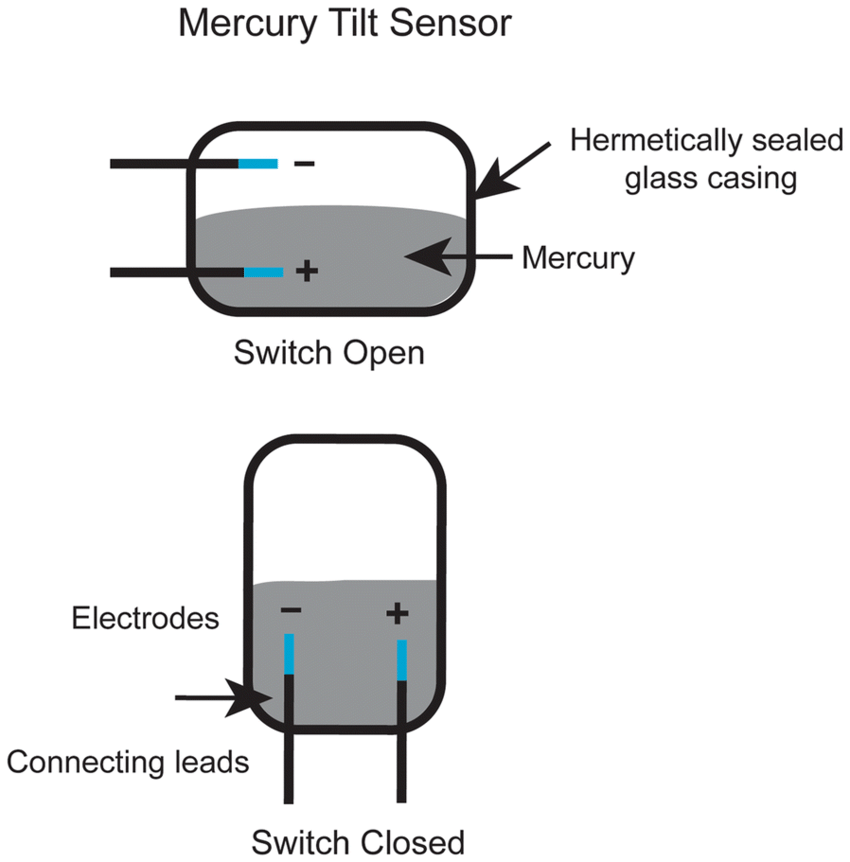 Mercury Tilt Sensor
Hermetically sealed
glass casing
−
Mercury
+
Switch Open
− +
Electrodes
Connecting leads
Switch Closed